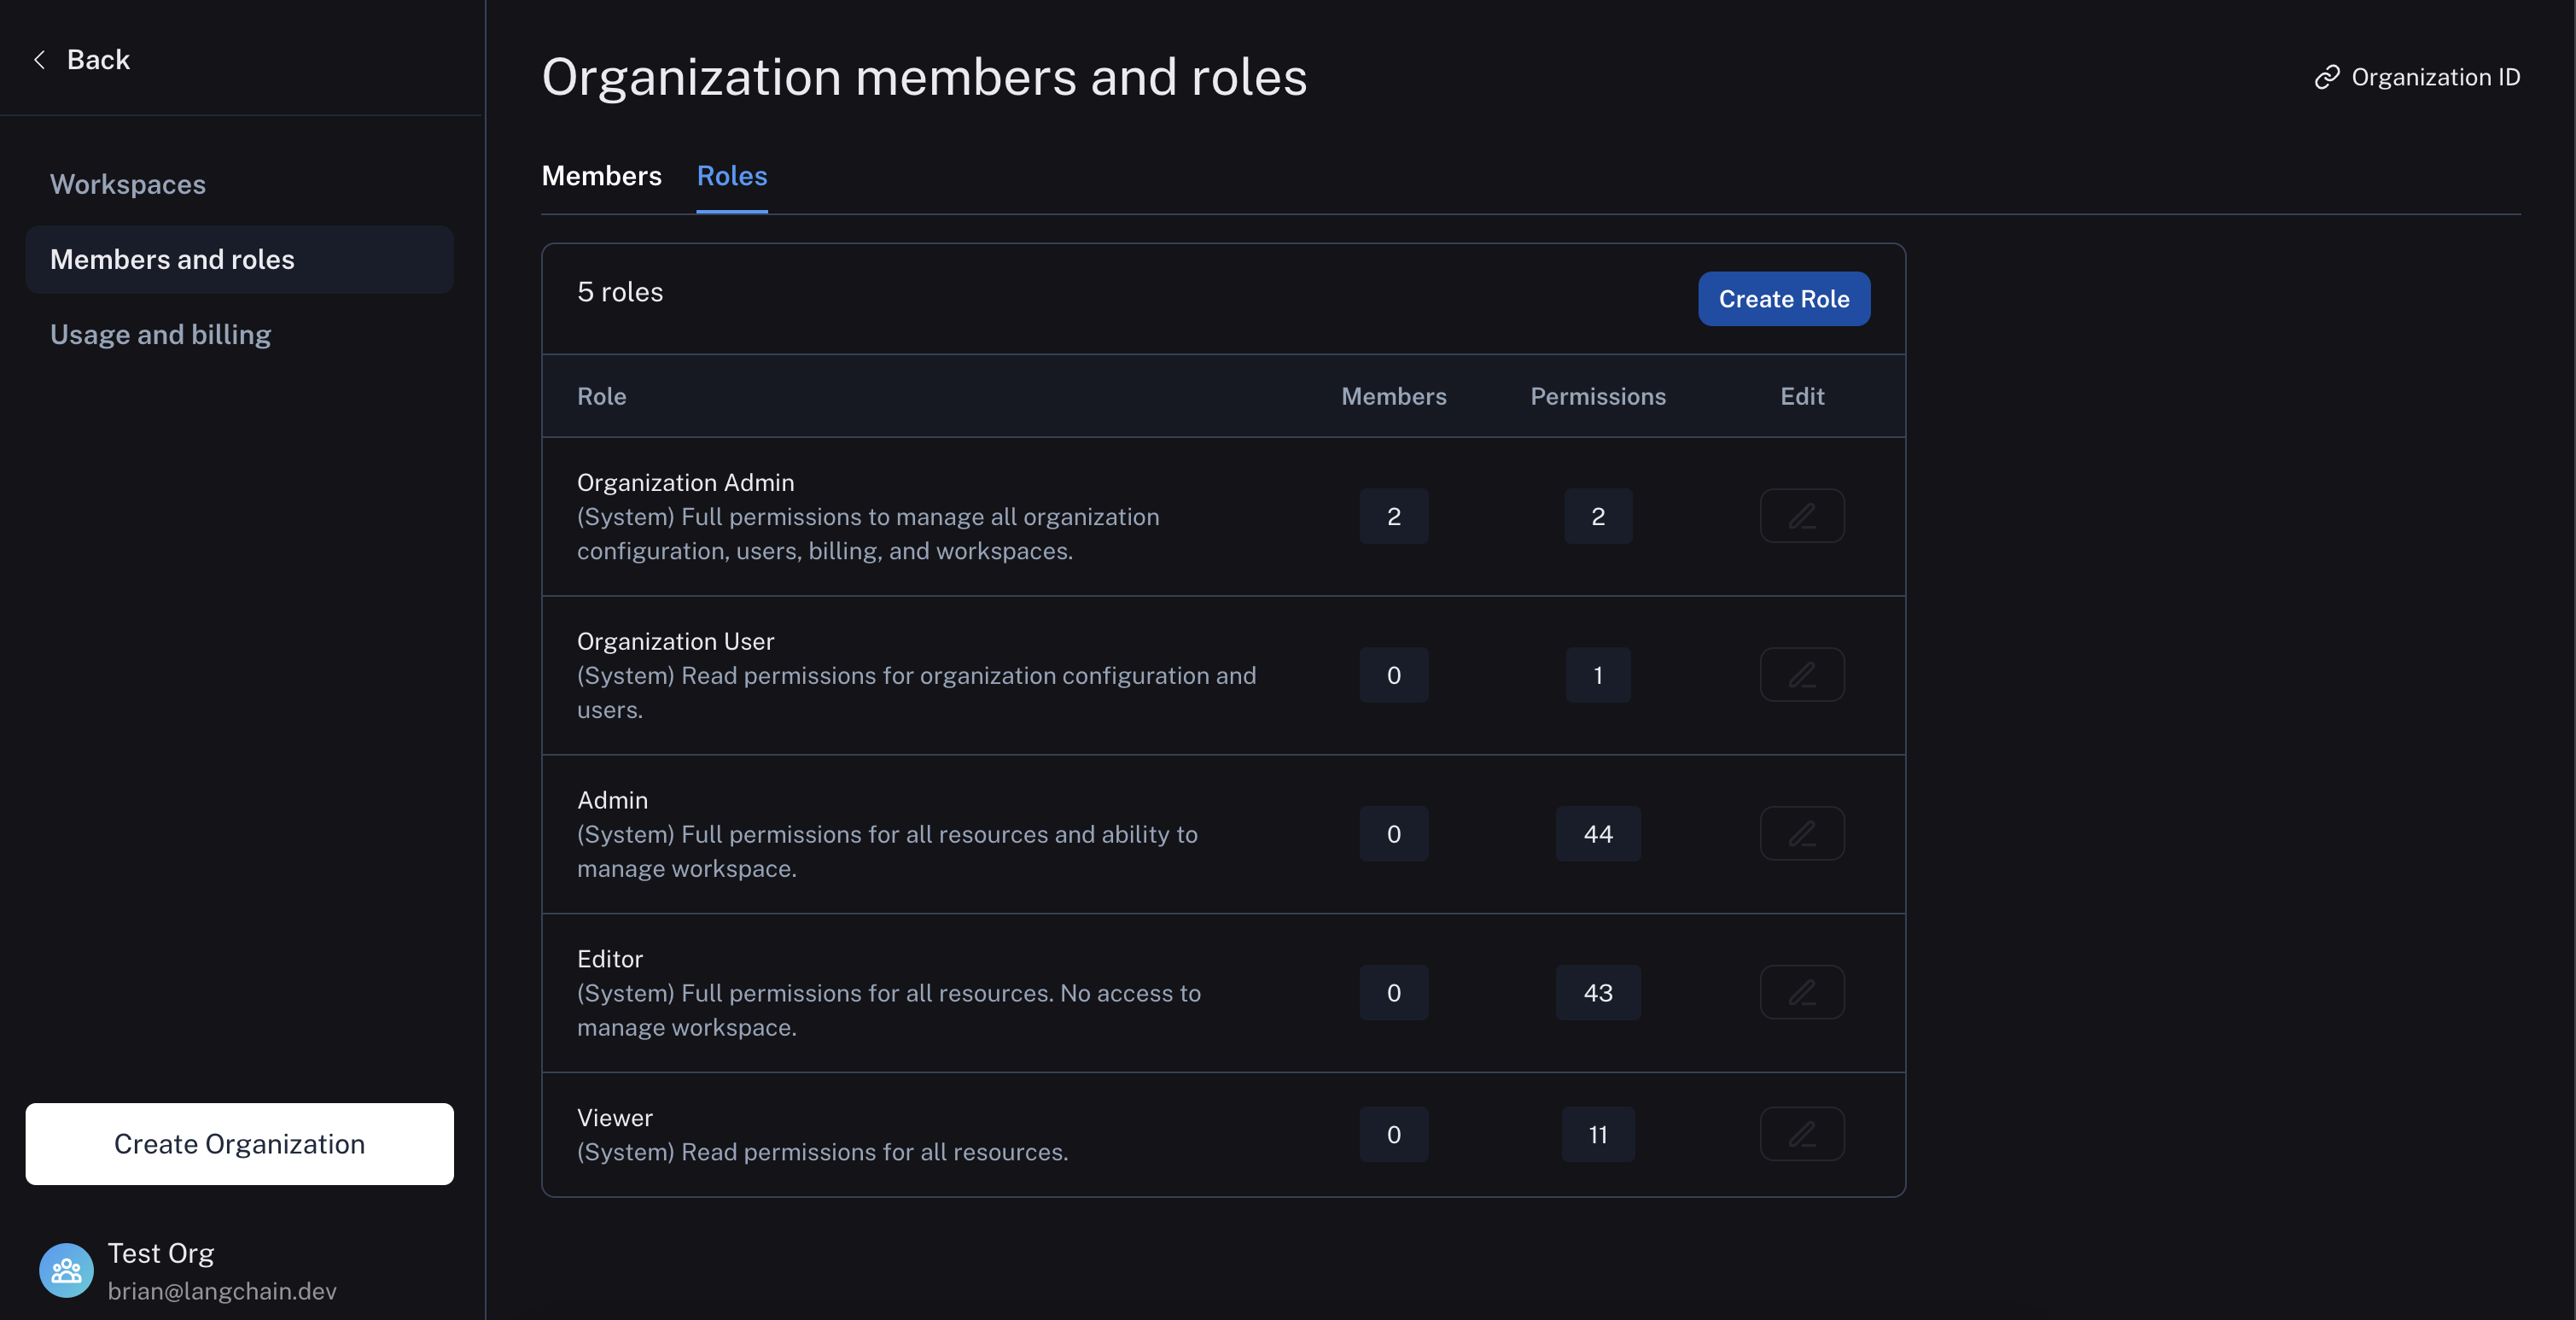 Back
Workspaces
Members and roles
Usage and billing
Create Organization
Test Org
brian@langchain.dev
Organization members and roles
Organization ID
Members Roles
5 roles
Create Role
Role Members Permissions Edit
Organization Admin
(System) Full permissions to manage all organization
configuration, users, billing, and workspaces.
2 2
Organization User
(System) Read permissions for organization configuration and
users.
0 1
Admin
(System) Full permissions for all resources and ability to
manage workspace.
0 44
Editor
(System) Full permissions for all resources. No access to
manage workspace.
0 43
Viewer
(System) Read permissions for all resources.
0 11